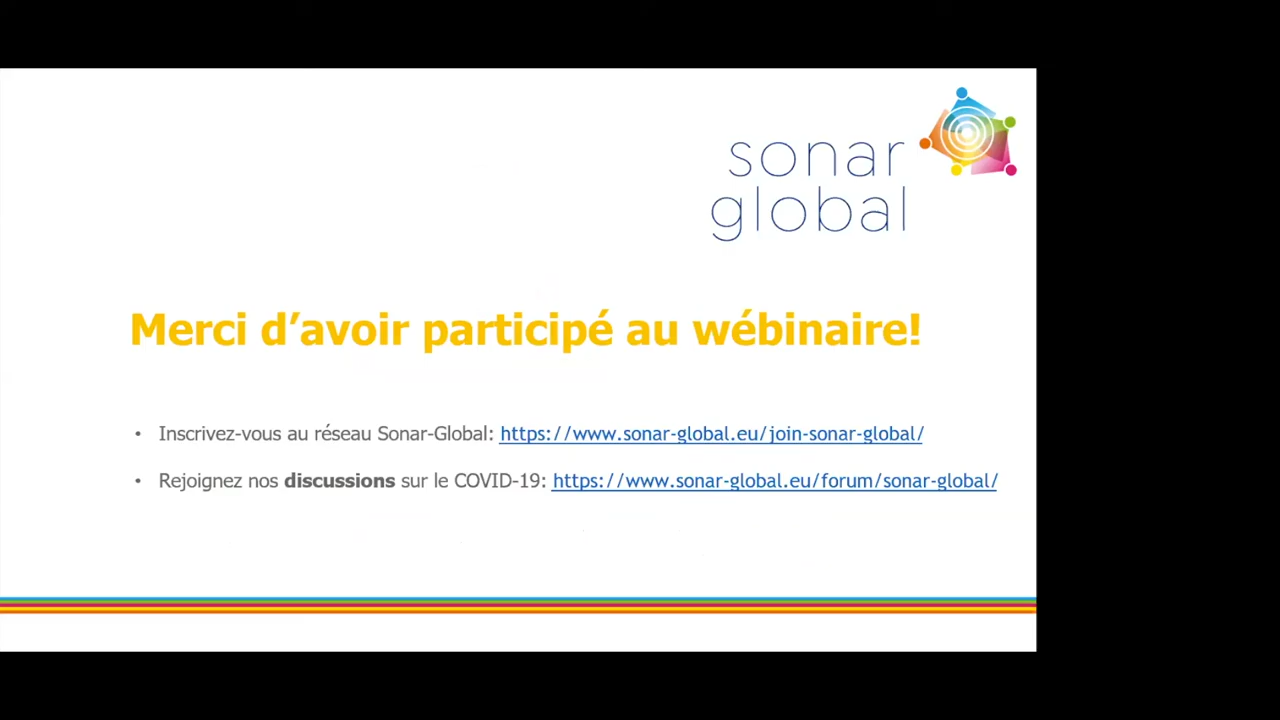 sonar
global
Merci d’avoir participé au wébinaire!
• Inscrivez-vous au réseau Sonar-Global: https://www.sonar-global.eu/join-sonar-global/
• Rejoignez nos discussions sur le COVID-19: https://www.sonar-global.eu/forum/sonar-global/